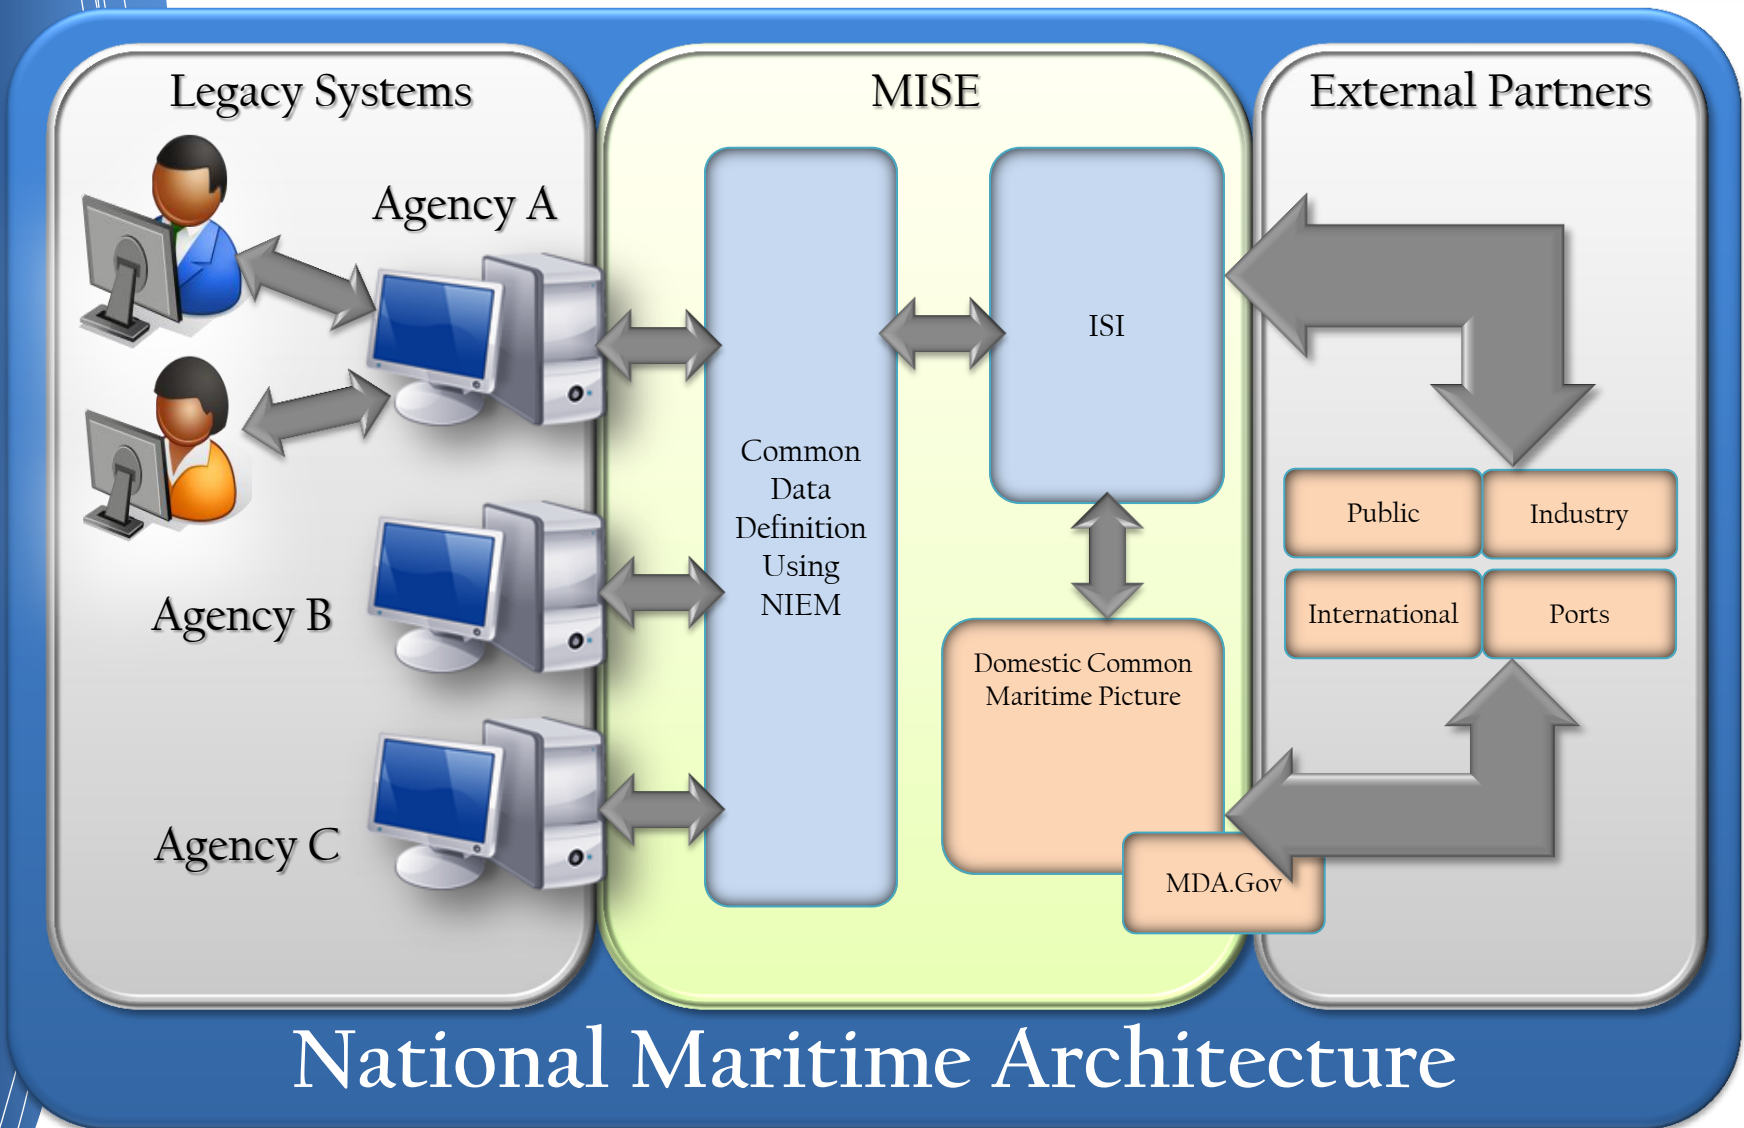 Legacy Systems
Agency A
Agency B
Agency C
MISE
Common
Data
Definition
Using
NIEM
ISI
Domestic Common
Maritime Picture
MDA.Gov
External Partners
Public
Industry
International
Ports
National Maritime Architecture